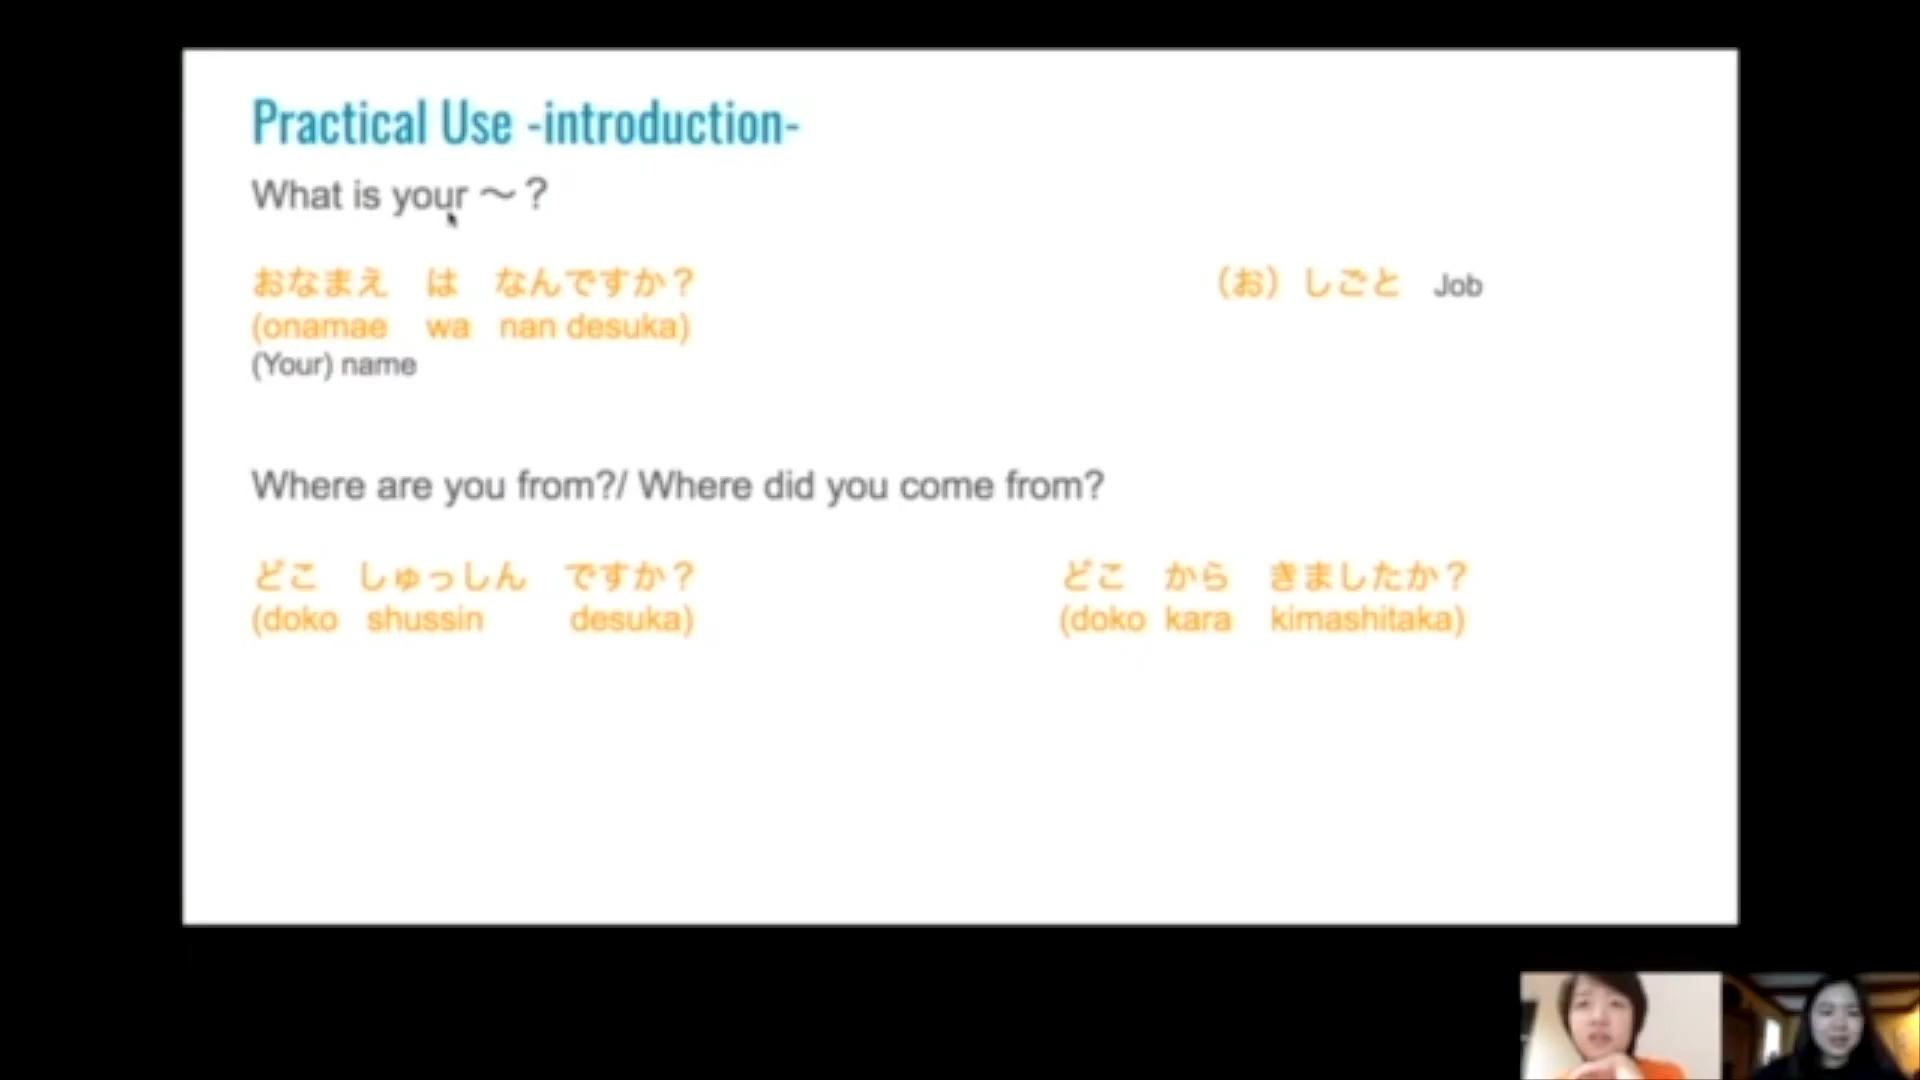 Practical Use -introduction-
What is your ～？
おなまえ は なんですか？ （お）しごと Job
(onamae wa nan desuka)
(Your) name
Where are you from?/ Where did you come from?
どこ しゅっしん ですか？ どこ から きましたか？
(doko shussin desuka) (doko kara kimashitaka)